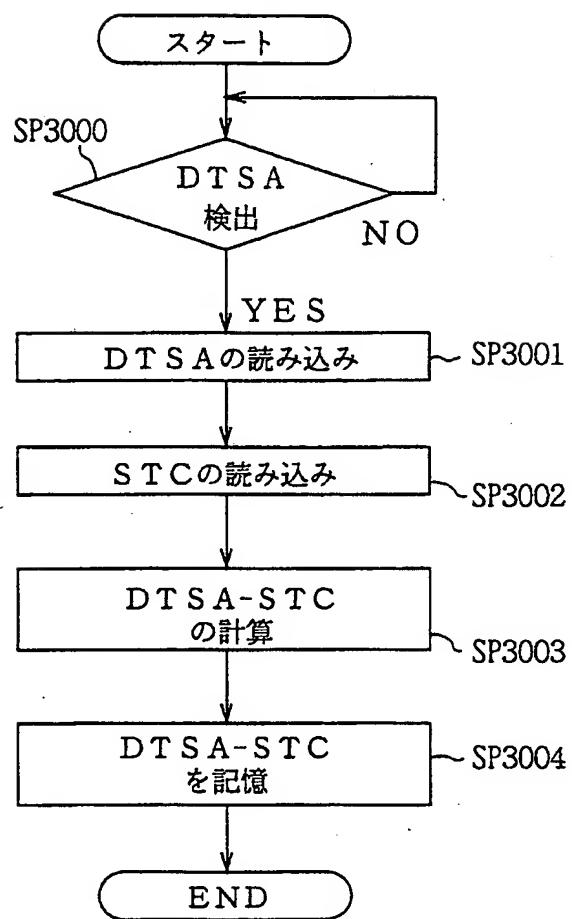 スタート
SP3000
DTSA
検出
NO
YES
DTSAの読み込み
SP3001
STCの読み込み
SP3002
DTSA-STC
の計算
SP3003
DTSA-STC
を記憶
SP3004
END